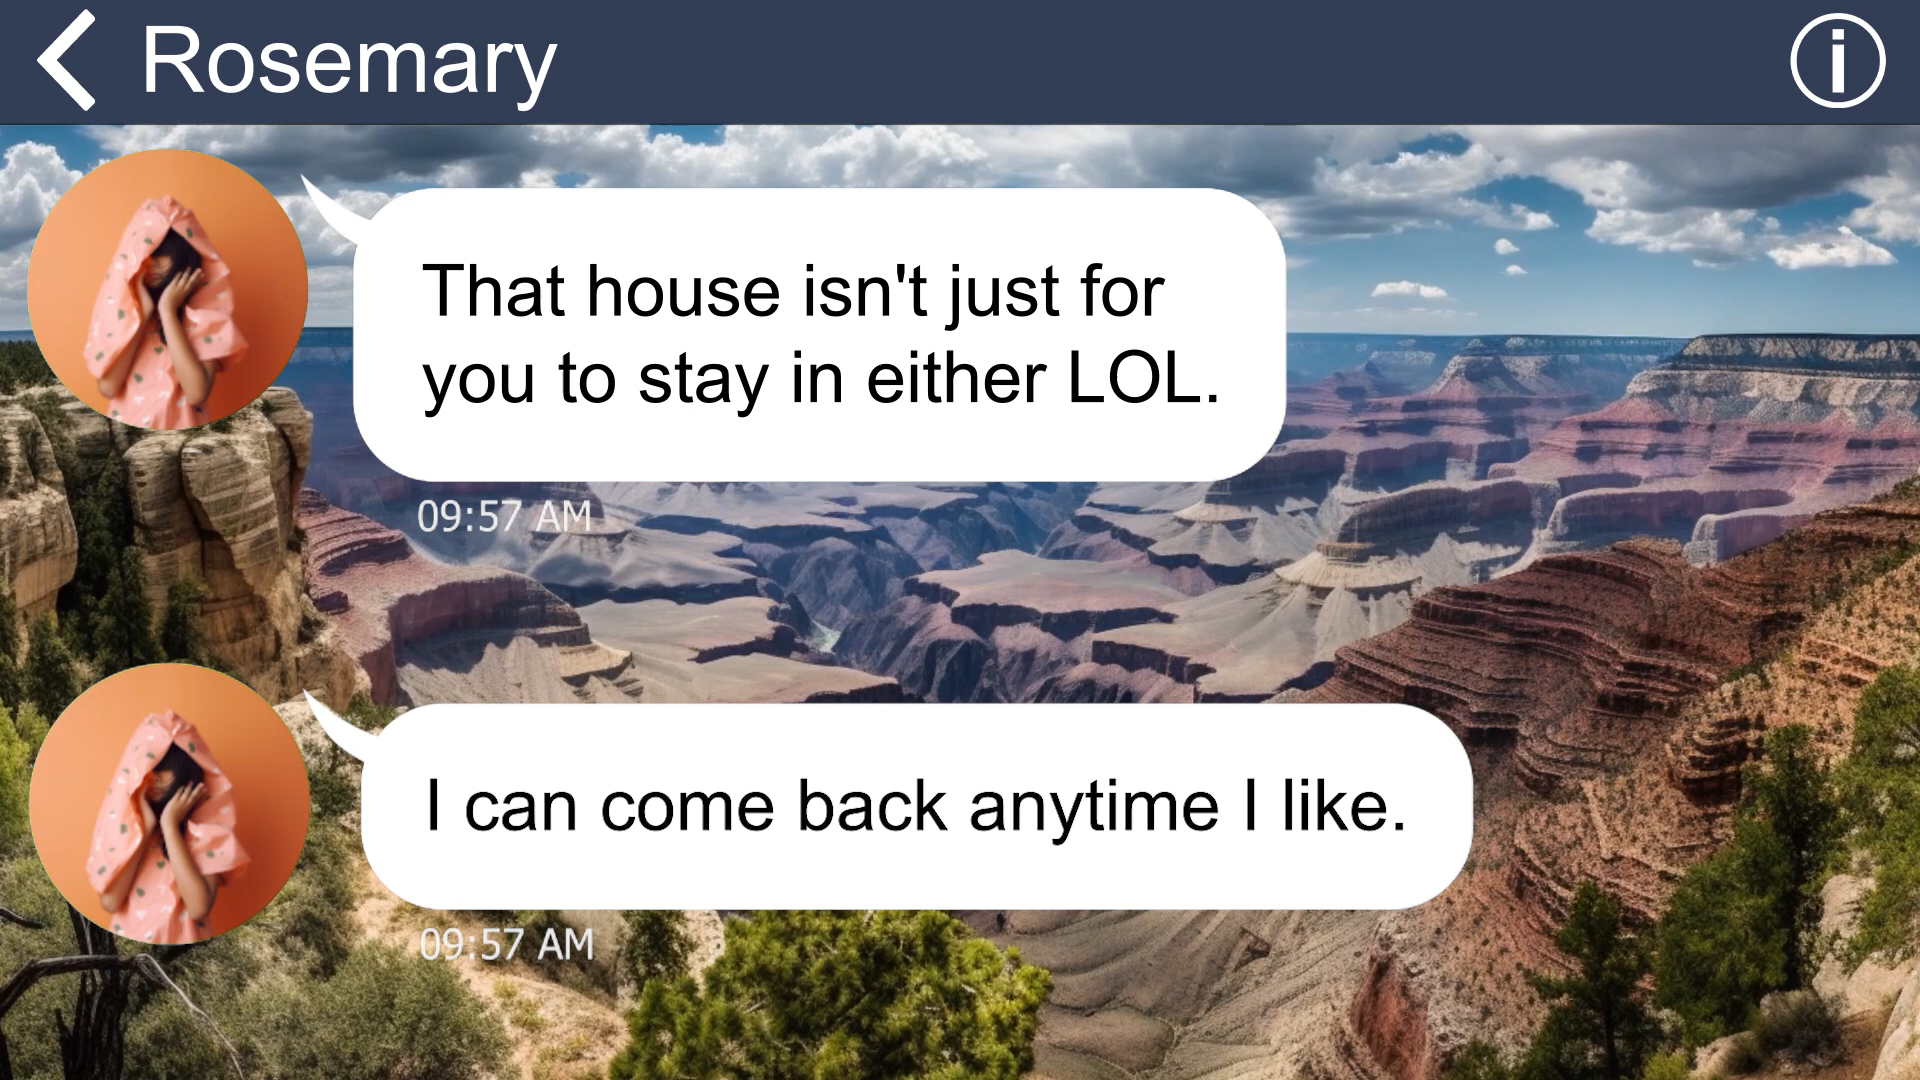 Rosemary
That house isn't just for
you to stay in either LOL.
09:57 AM
I can come back anytime I like.
09:57 AM